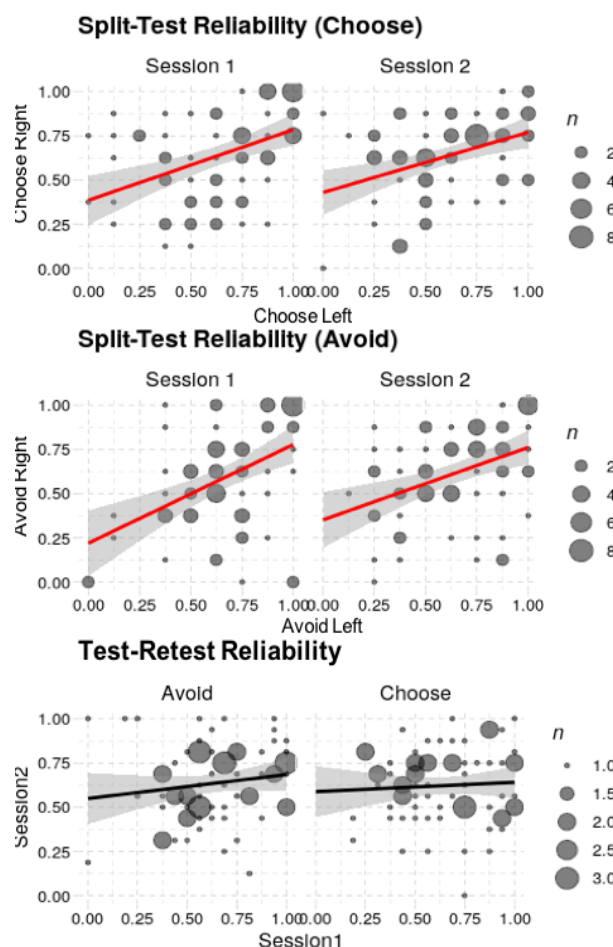 Split-Test Reliability (Choose)
Session 1
Session 2
Choose Right
1.00
0.75
0.50
0.25
0.00
0.00 0.25 0.50 0.75 1.00 0.00 0.25 0.50 0.75 1.00
Choose Left
n
2
4
6
8
Split-Test Reliability (Avoid)
Session 1
Session 2
Avoid Right
1.00
0.75
0.50
0.25
0.00
0.00 0.25 0.50 0.75 1.00 0.00 0.25 0.50 0.75 1.00
Avoid Left
n
2
4
6
8
Test-Retest Reliability
Avoid
Choose
Session2
1.00
0.75
0.50
0.25
0.00
0.00 0.25 0.50 0.75 1.00 0.00 0.25 0.50 0.75 1.00
Session1
n
1.0
1.5
2.0
2.5
3.0